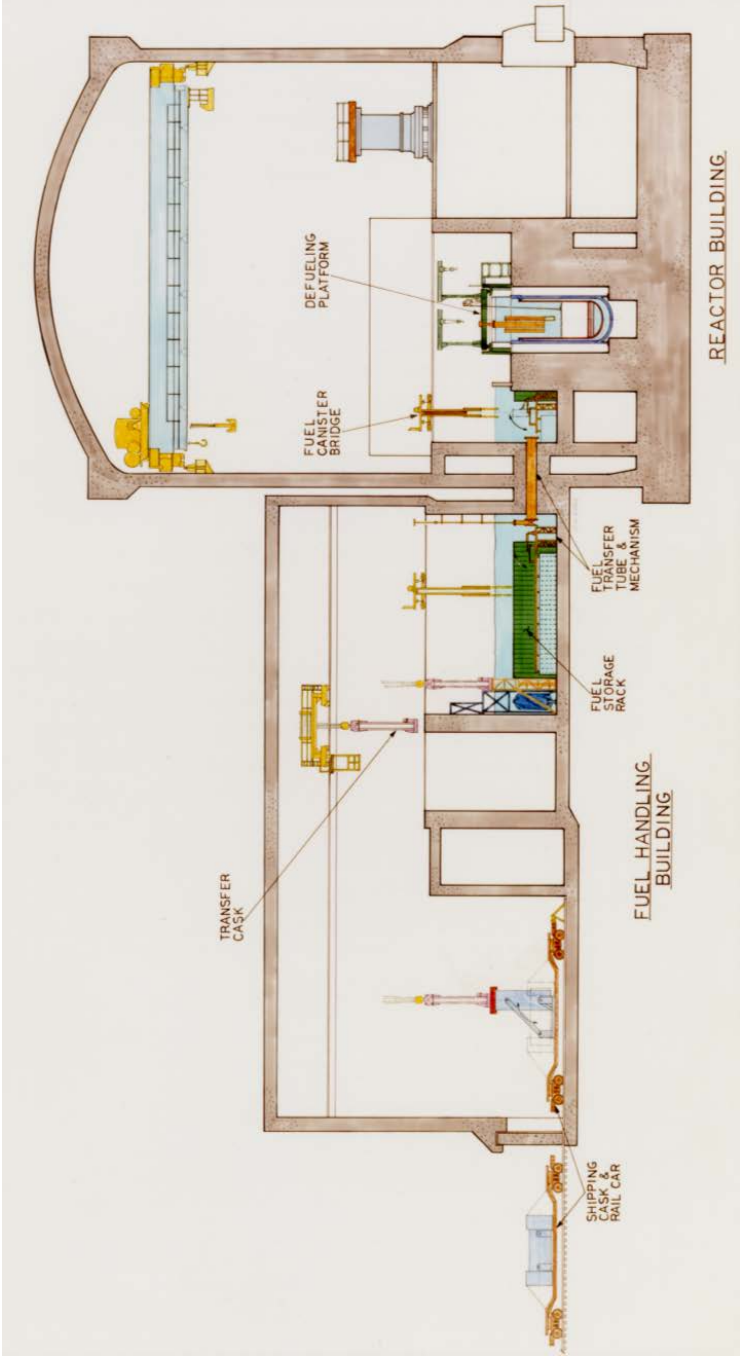 TRANSFER
CASK
FUEL
CANISTER
BRIDGE
DEFUELING
PLATFORM
SHIPPING
CASK &
RAIL CAR
FUEL
STORAGE
RACK
FUEL
TRANSFER
TUBE &
MECHANISM
FUEL HANDLING
BUILDING
REACTOR BUILDING